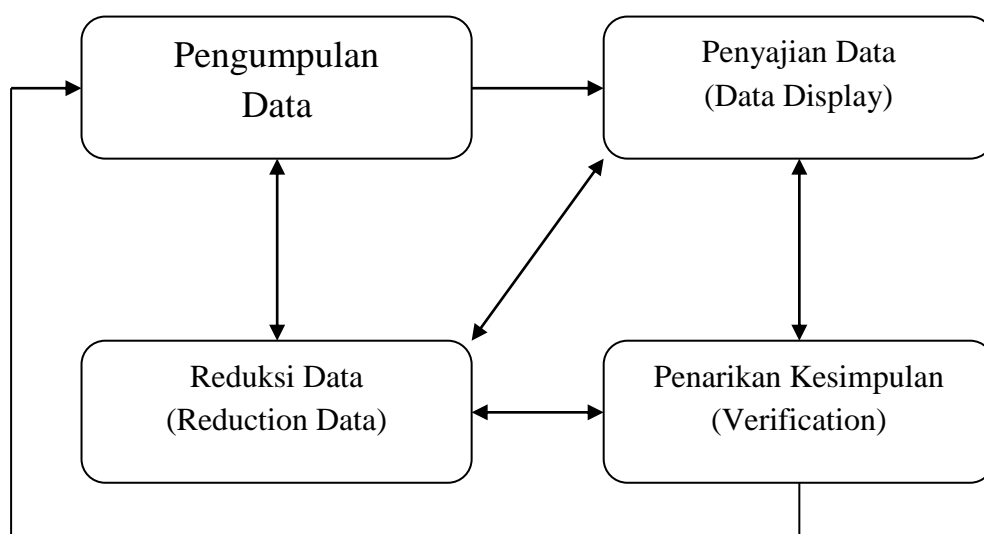 Pengumpulan
Data
Penyajian Data
(Data Display)
Reduksi Data
(Reduction Data)
Penarikan Kesimpulan
(Verification)